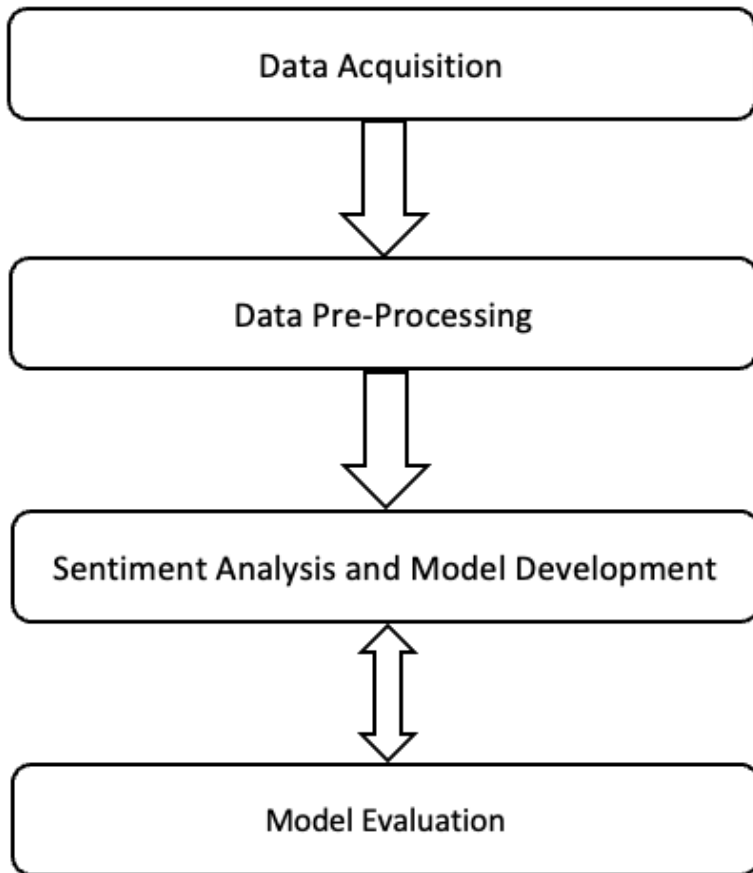 Data Acquisition
Data Pre-Processing
Sentiment Analysis and Model Development
Model Evaluation